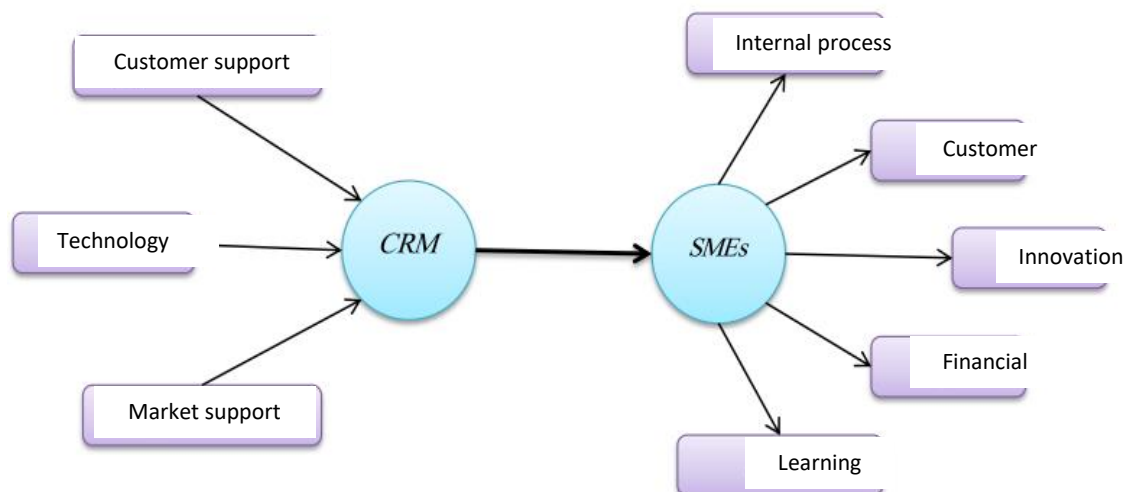 Customer support
Technology
Market support
CRM
SMEs
Internal process
Customer
Innovation
Financial
Learning